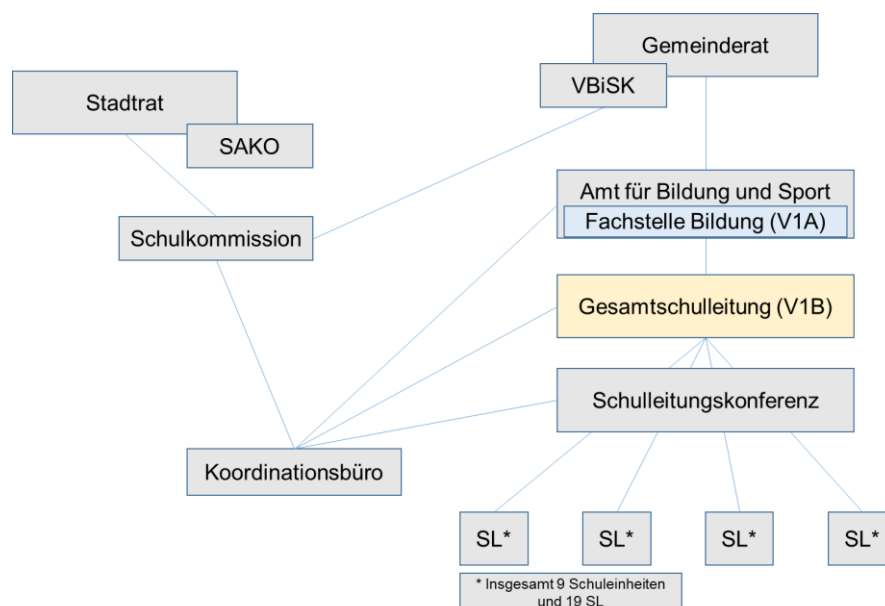 Gemeinderat
VBiSK
Stadtrat
SAKO
Amt für Bildung und Sport
Fachstelle Bildung (V1A)
Schulkommission
Gesamtschulleitung (V1B)
Schulleitungskonferenz
Koordinationsbüro
SL*
SL*
SL*
SL*
* Insgesamt 9 Schuleinheiten
und 19 SL